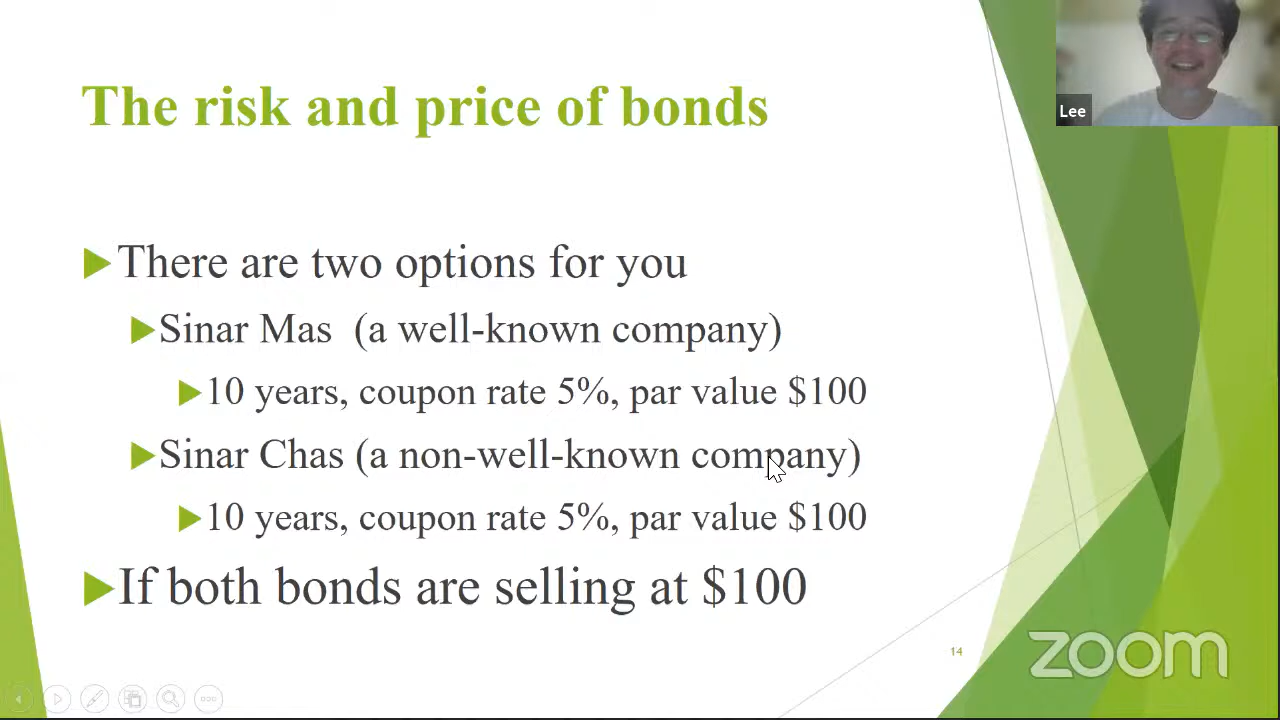 The risk and price of bonds
Lee
There are two options for you
Sinar Mas (a well-known company)
10 years, coupon rate 5%, par value $100
Sinar Chas (a non-well-known company)
10 years, coupon rate 5%, par value $100
If both bonds are selling at $100
14
zoom